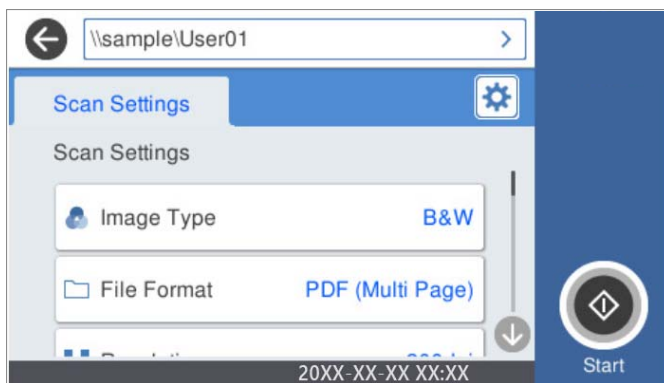 \\sample\User01
Scan Settings
Scan Settings
Image Type B&W
File Format PDF (Multi Page)
20XX-XX-XX XX:XX
Start